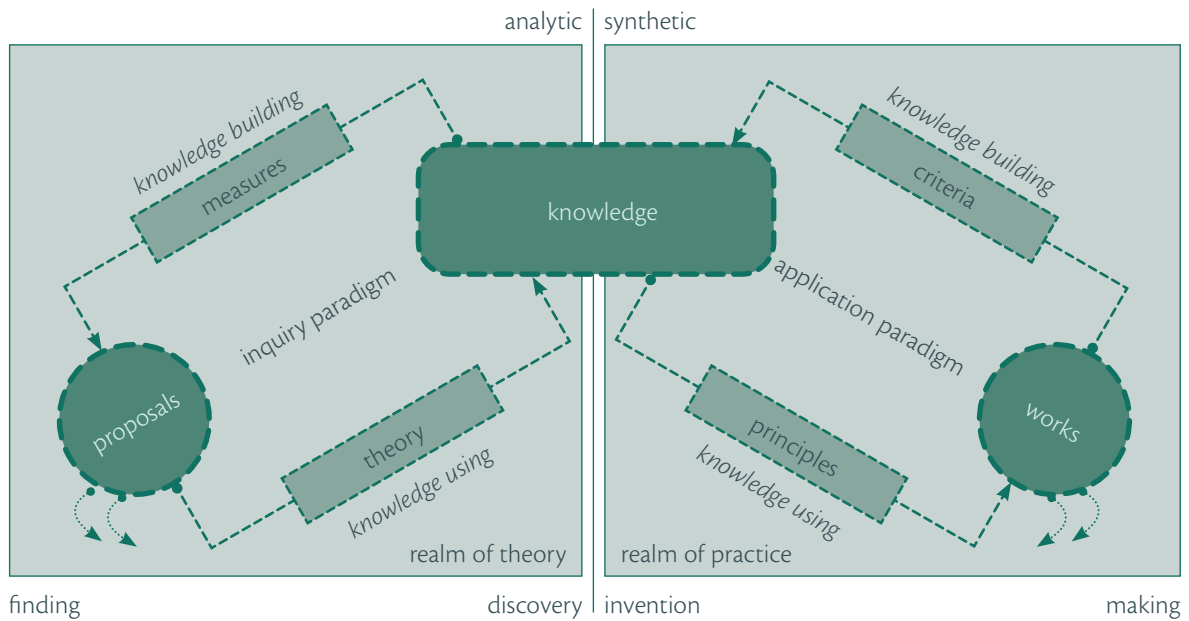 analytic
synthetic
knowledge building
measures
knowledge building
criteria
knowledge
inquiry paradigm
application paradigm
proposals
works
theory
knowledge using
principles
knowledge using
realm of theory
realm of practice
finding
discovery
invention
making